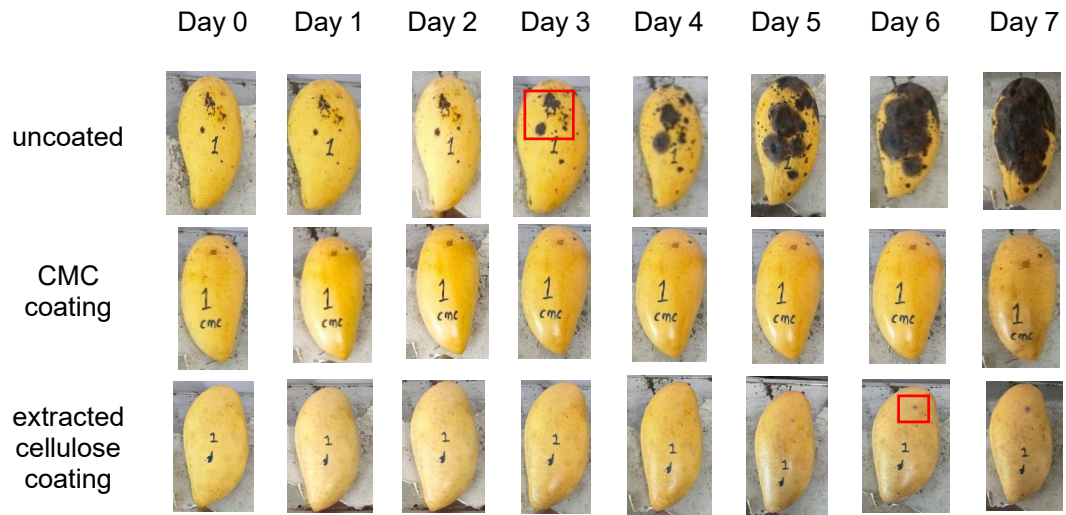 Day 0 Day 1 Day 2 Day 3 Day 4 Day 5 Day 6 Day 7
uncoated
1 1 1 1 1 1
CMC
coating
1 1 1 1 1 1 1 1
cmc cmc cmc cmc cmc cmc cmc cmc
extracted
cellulose
coating
1 1 1 1 1 1 1 1
d d d d d d d d